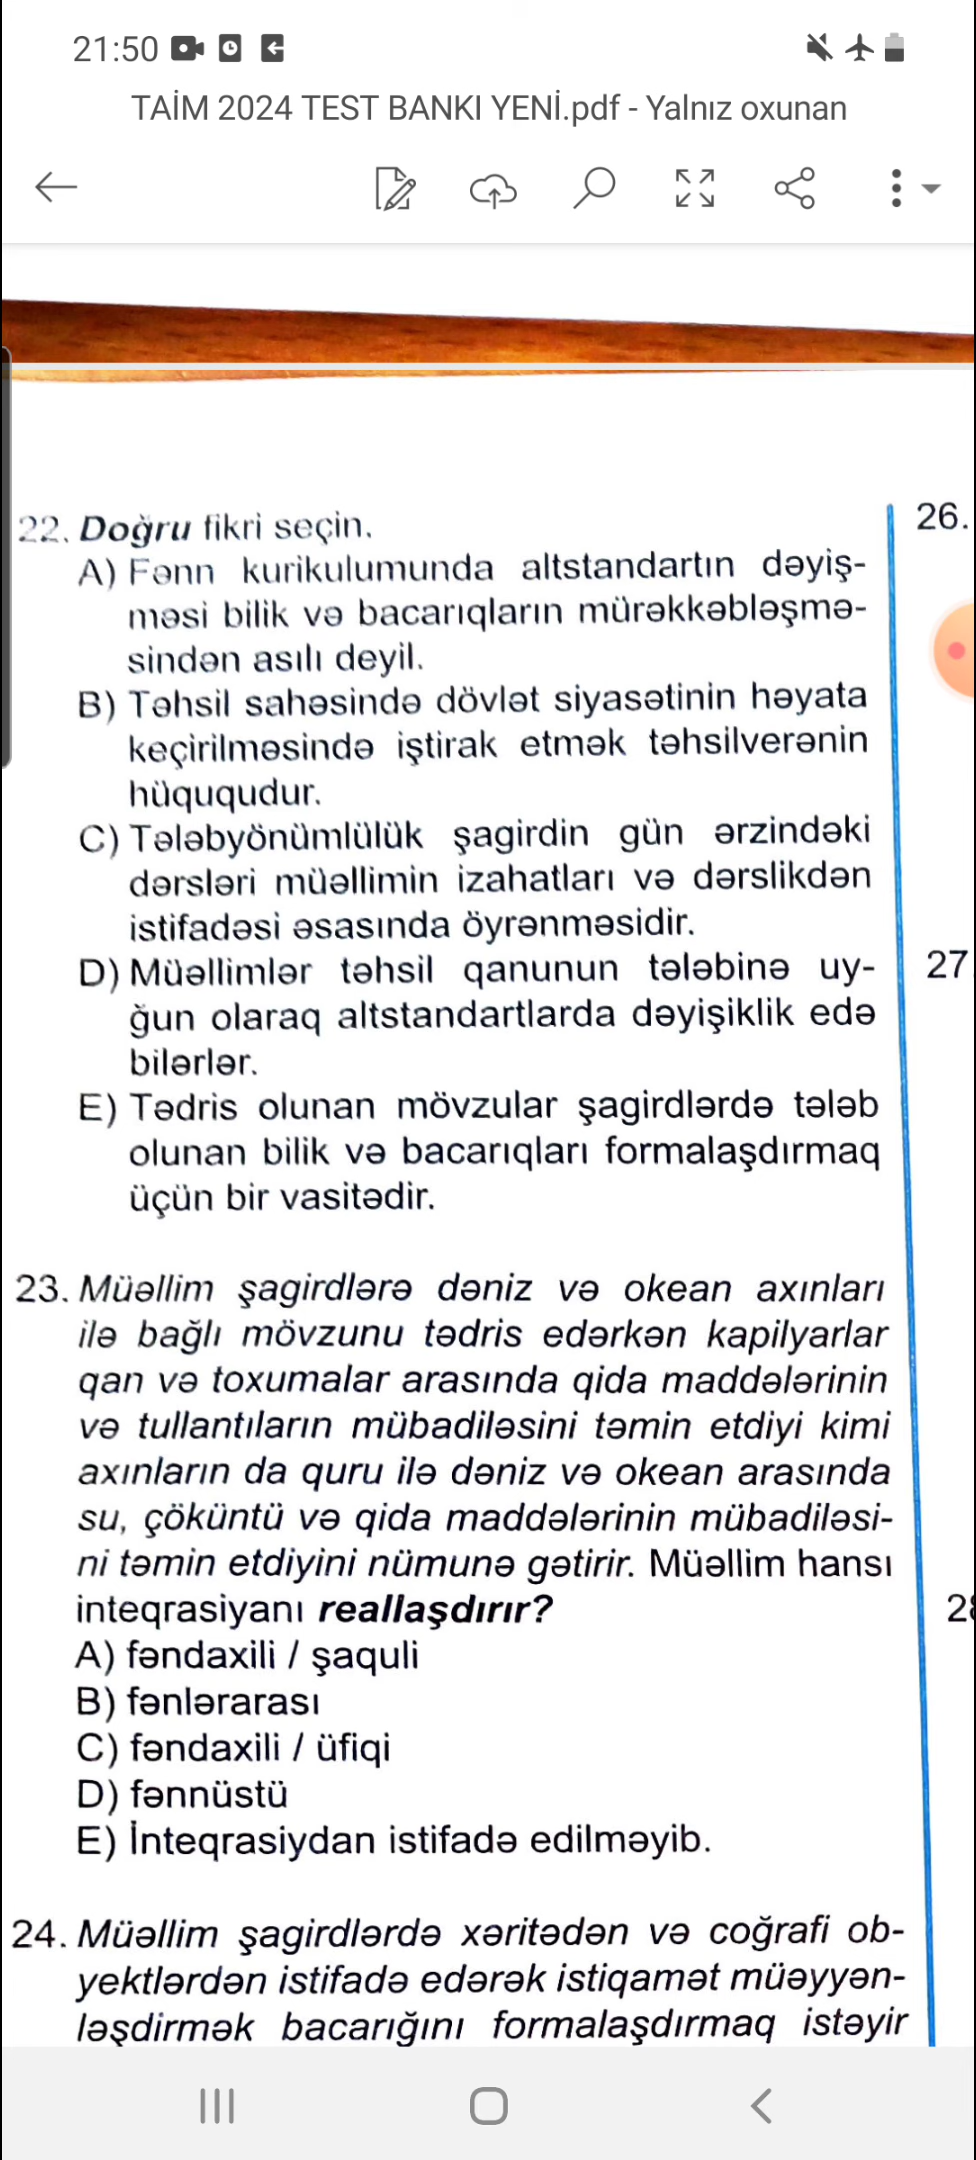 21:50
TAİM 2024 TEST BANKI YENİ.pdf - Yalnız oxunan
22. Doğru fikri seçin.
A) Fənn kurikulumunda altstandartın dəyiş-
məsi bilik və bacarıqların mürəkkəbləşmə-
sindən asılı deyil.
B) Təhsil sahəsində dövlət siyasətinin həyata
keçirilməsində iştirak etmək təhsilverənin
hüququdur.
C) Tələbyönümlülük şagirdin gün ərzindəki
dərsləri müəllimin izahatları və dərslikdən
istifadəsi əsasında öyrənməsidir.
D) Müəllimlər təhsil qanunun tələbinə uy-
ğun olaraq altstandartlarda dəyişiklik edə
bilərlər.
E) Tədris olunan mövzular şagirdlərdə tələb
olunan bilik və bacarıqları formalaşdırmaq
üçün bir vasitədir.
23. Müəllim şagirdlərə dəniz və okean axınları
ilə bağlı mövzunu tədris edərkən kapilyarlar
qan və toxumalar arasında qida maddələrinin
və tullantıların mübadiləsini təmin etdiyi kimi
axınların da quru ilə dəniz və okean arasında
su, çöküntü və qida maddələrinin mübadiləsi-
ni təmin etdiyini nümunə gətirir. Müəllim hansı
inteqrasiyanı reallaşdırır?
A) fəndaxili / şaquli
B) fənlərarası
C) fəndaxili / üfiqi
D) fənnüstü
E) İnteqrasiydan istifadə edilməyib.
24. Müəllim şagirdlərdə xəritədən və coğrafi ob-
yektlərdən istifadə edərək istiqamət müəyyən-
ləşdirmək bacarığını formalaşdırmaq istəyir
26.
27